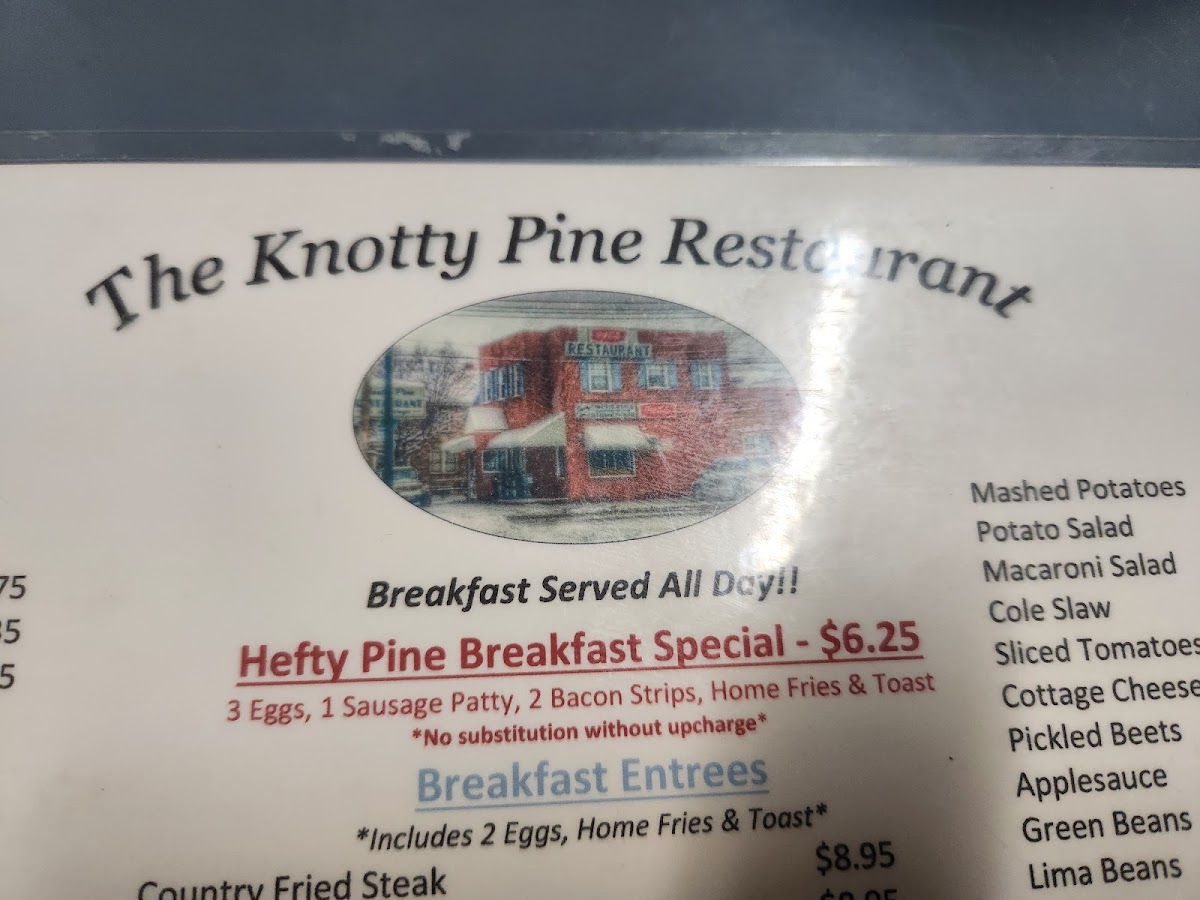 The Knotty Pine Restaurant
RESTAURANT
Breakfast Served All Day!!
Hefty Pine Breakfast Special - $6.25
3 Eggs, 1 Sausage Patty, 2 Bacon Strips, Home Fries & Toast
*No substitution without upcharge*
Breakfast Entrees
*Includes 2 Eggs, Home Fries & Toast*
Country Fried Steak $8.95
75
5
Mashed Potatoes
Potato Salad
Macaroni Salad
Cole Slaw
Sliced Tomatoes
Cottage Cheese
Pickled Beets
Applesauce
Green Beans
Lima Beans